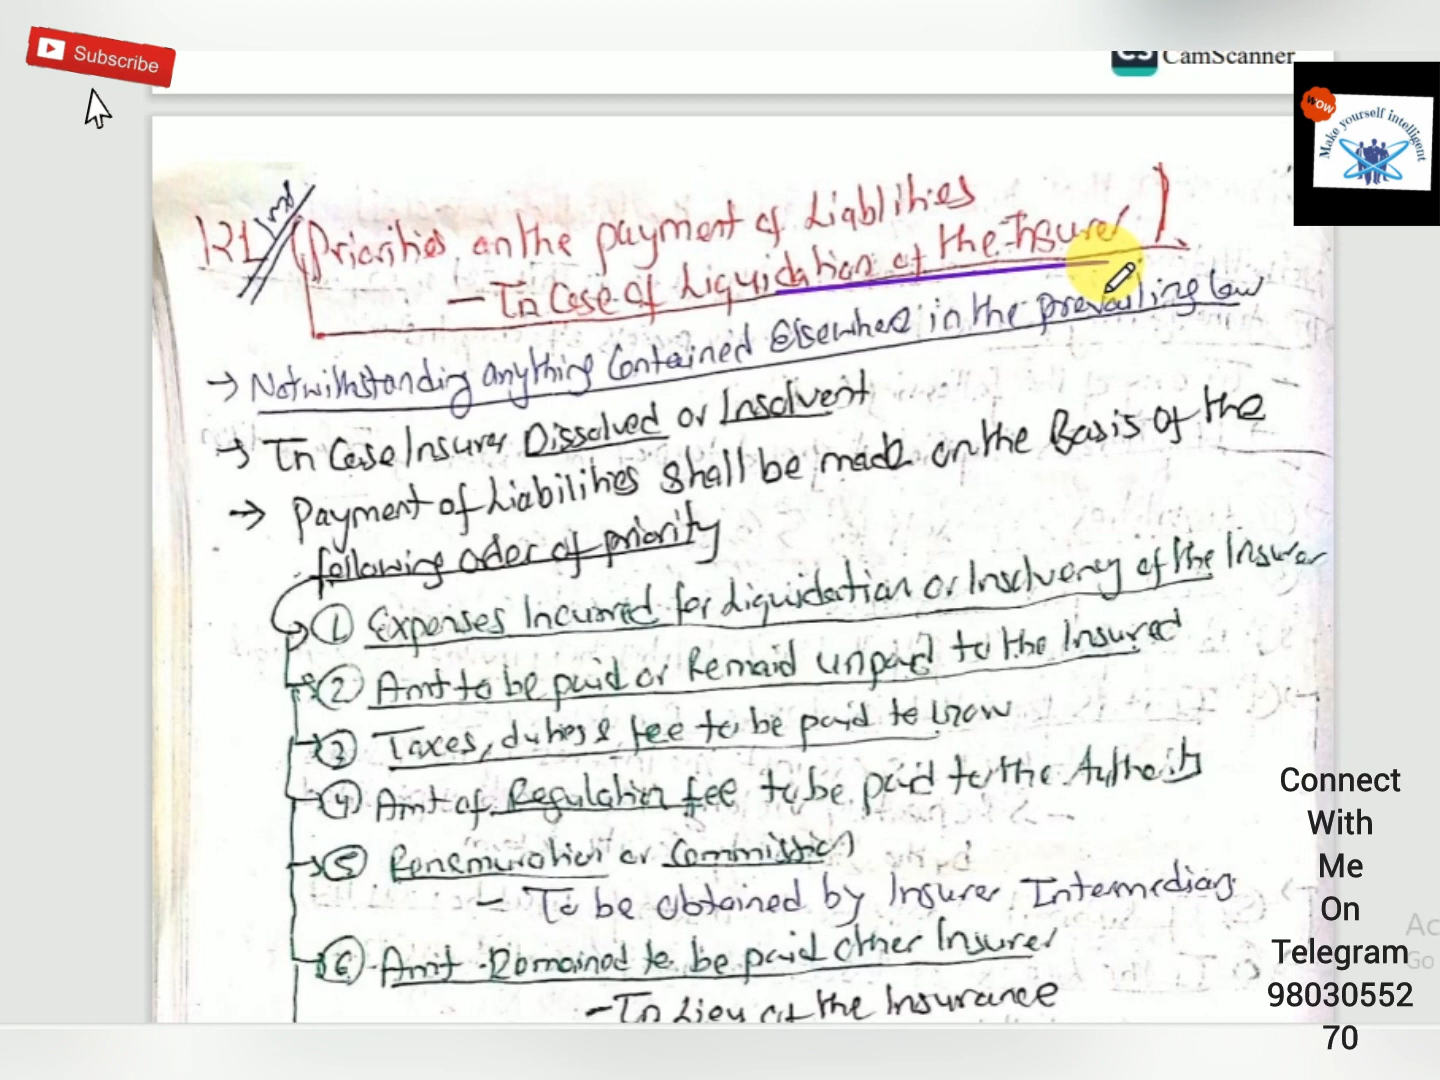 Subscribe
CS CamScanner
WOW
Make yourself intelligent
121 imp (Priorities on the payment of Liabilities
- In Case of Liquidation of the Insurer)
→ Notwithstanding anything Contained Elsewhere in the prevailing law
→ In Case Insurer Dissolved or Insolvent
→ Payment of Liabilities Shall be made on the Basis of the
following order of priority
① Expenses Incurred for Liquidation or Insolvency of the Insurer
② Amt to be paid or Remaid unpaid to the Insured
③ Taxes, duties & fee to be paid to
④ Amt of Regulation fee to be paid to the Authority
⑤ Renemuration or Commission
- To be obtained by Insurer Intermediary
⑥ Amt Remained to be paid other Insurer
- In Lieu of the Insurance
Connect
With
Me
On
Telegram
98030552
70